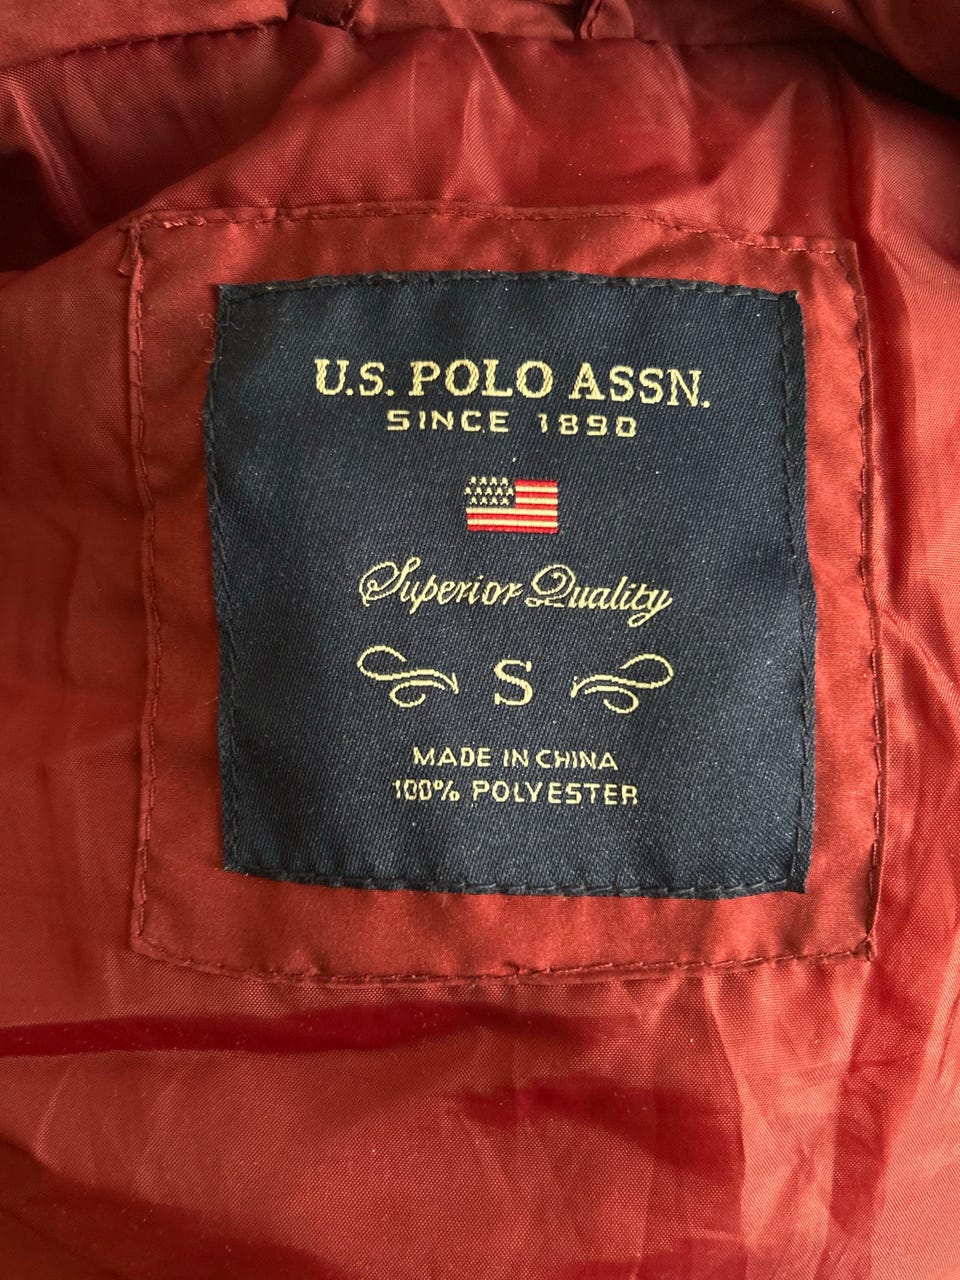 U.S. POLO ASSN.
SINCE 1890
Superior Quality
S
MADE IN CHINA
100% POLYESTER